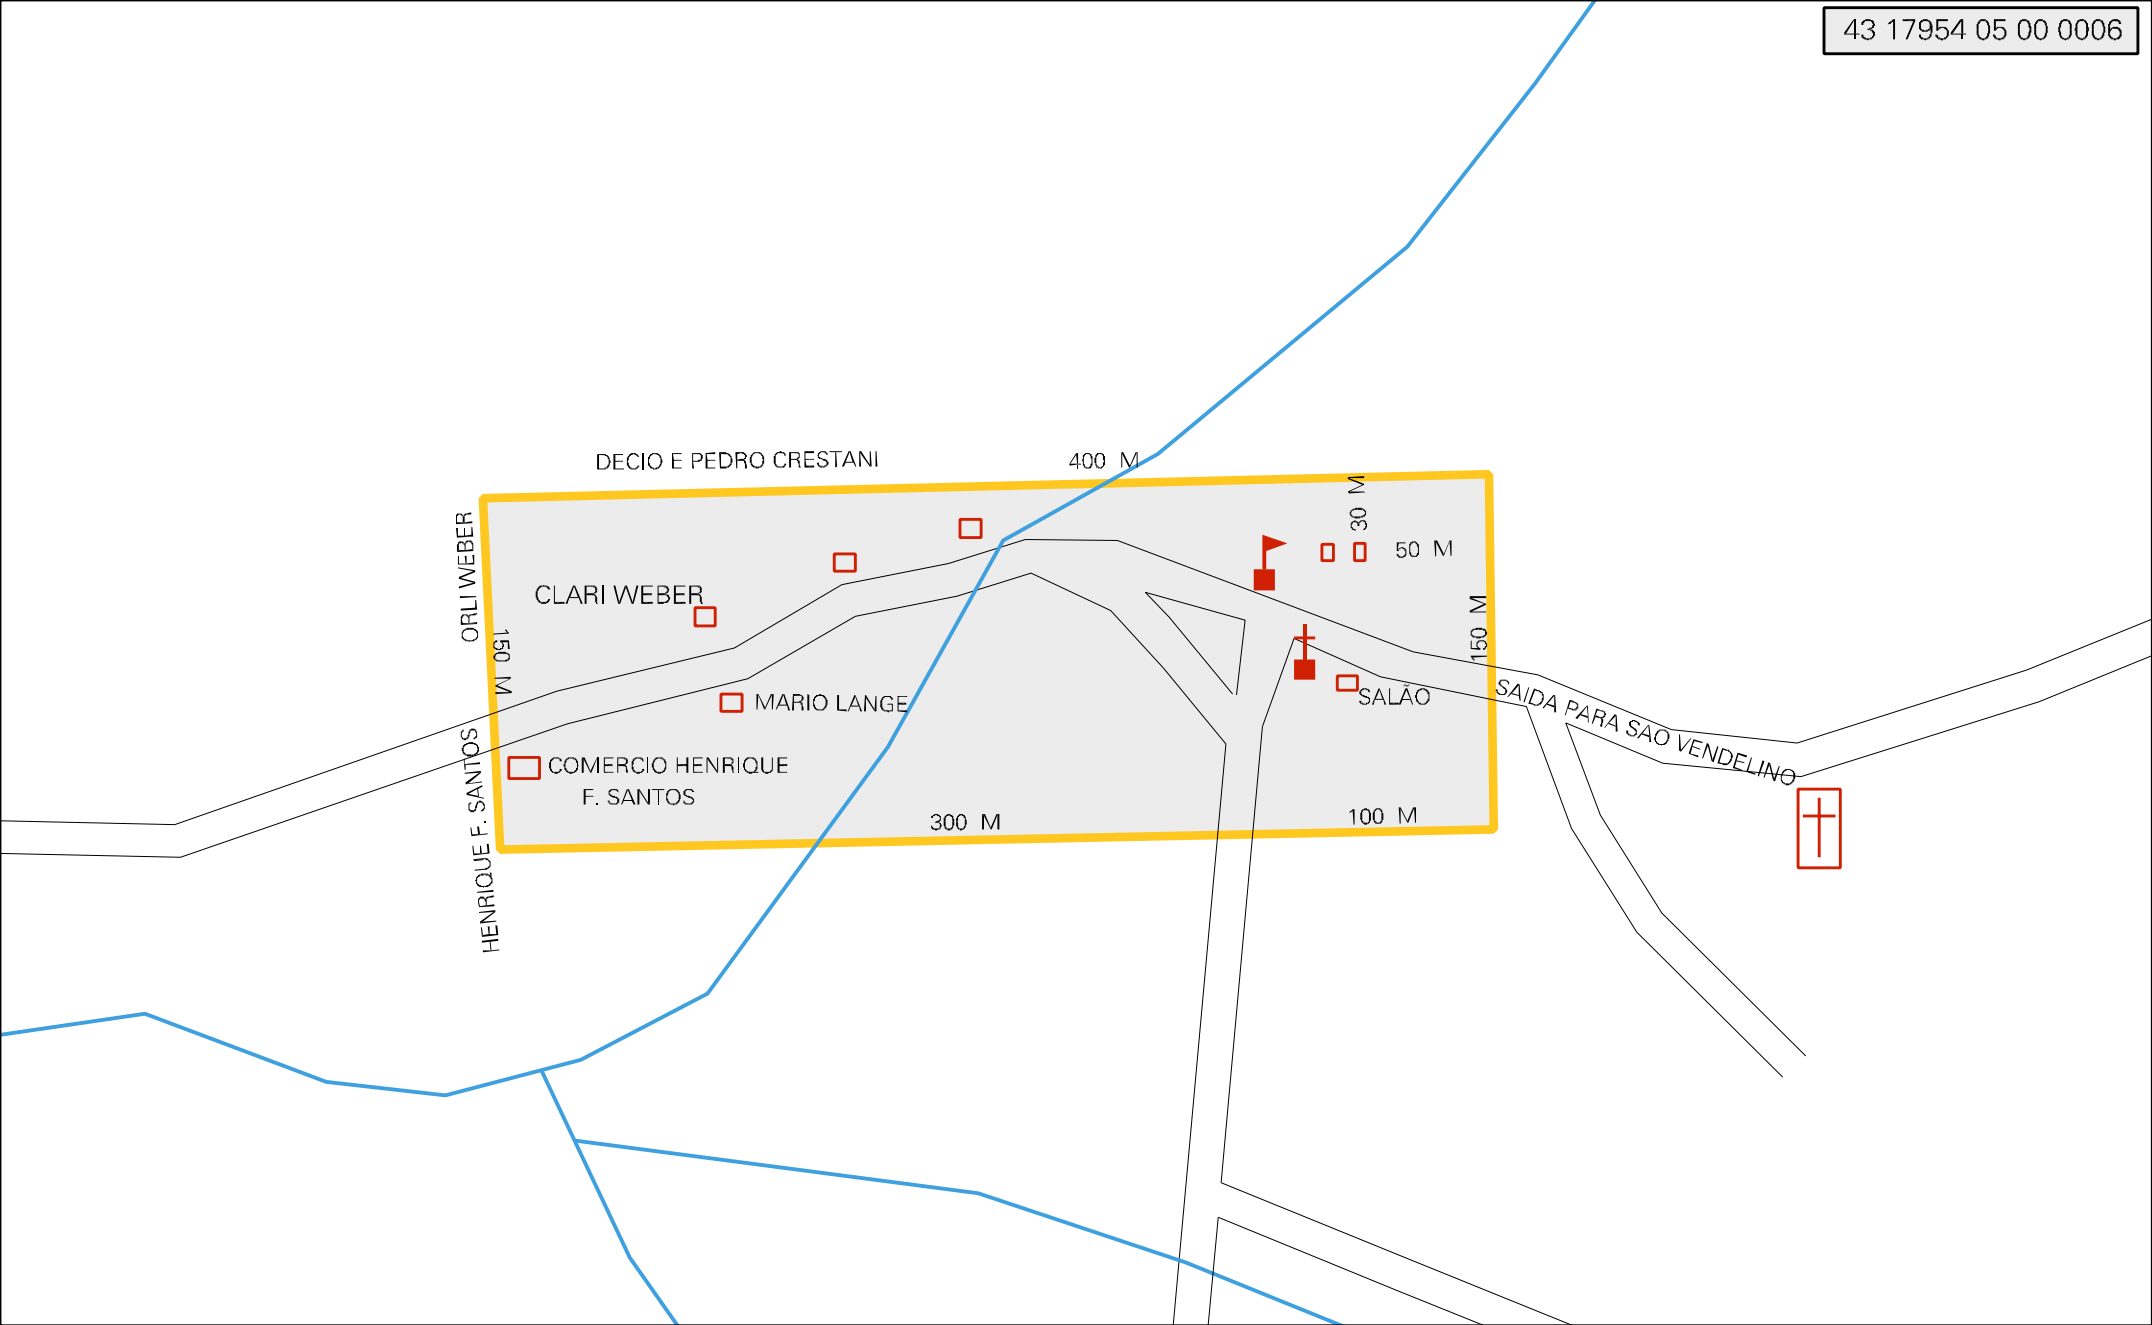 43 17954 05 00 0006
DECIO E PEDRO CRESTANI
400 M
ORLI WEBER
30 M
50 M
CLARI WEBER
150 M
150 M
MARIO LANGE
SALÃO
SAIDA PARA SAO VENDELINO
HENRIQUE F. SANTOS
COMERCIO HENRIQUE
F. SANTOS
300 M
100 M